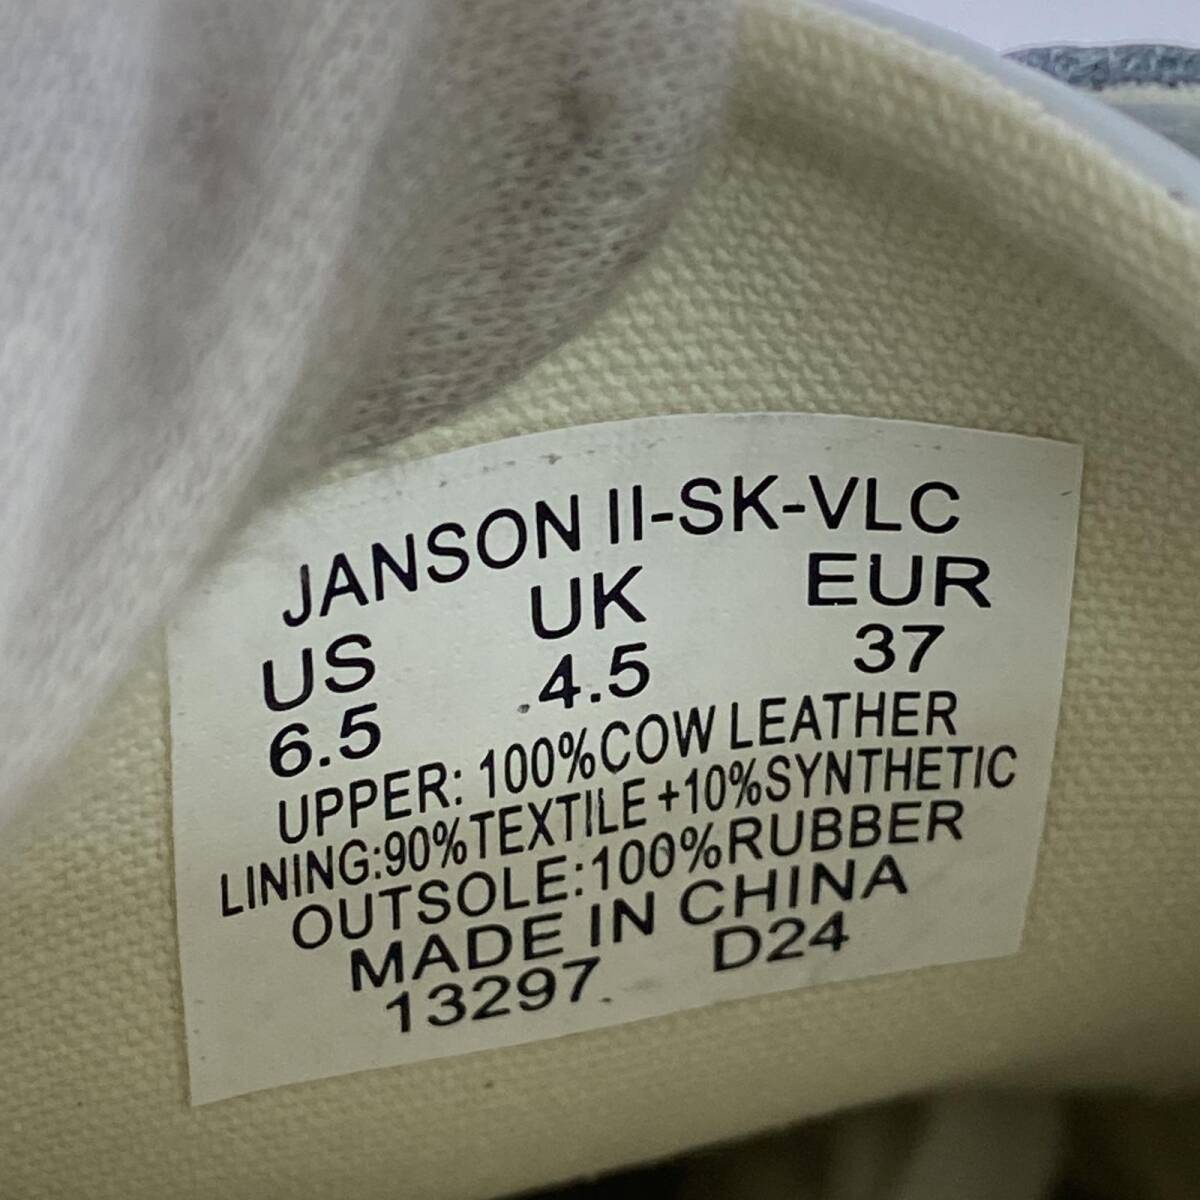 JANSON II-SK-VLC
US UK EUR
6.5 4.5 37
UPPER: 100%COW LEATHER
LINING:90%TEXTILE+10%SYNTHETIC
OUTSOLE:100%RUBBER
MADE IN CHINA
13297 D24